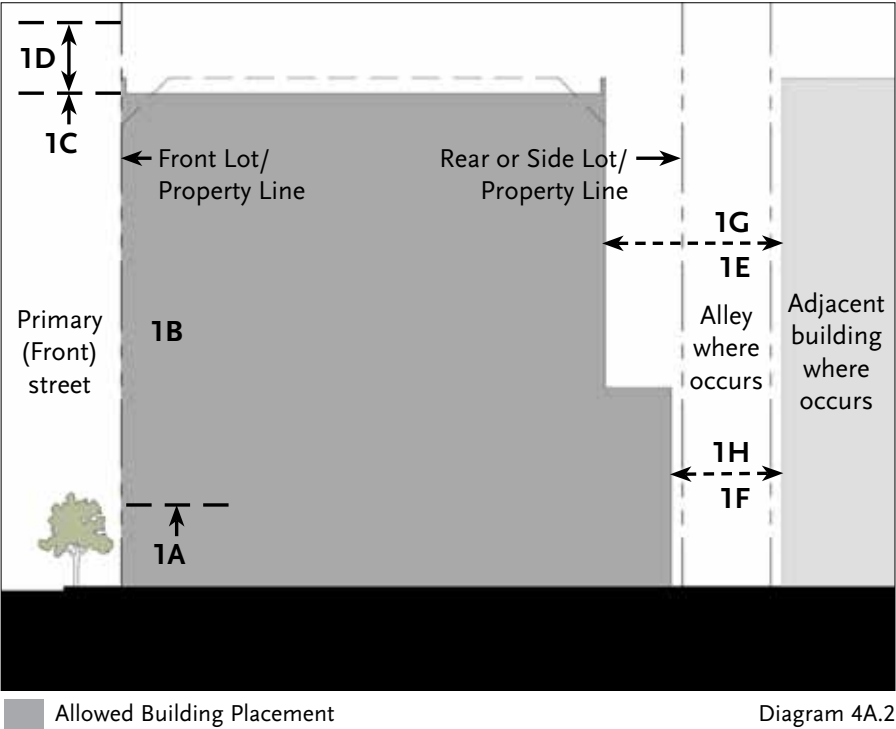 1D
1C
Front Lot/
Property Line
Rear or Side Lot/
Property Line
1G
1E
Primary
(Front)
street
1B
Alley
where
occurs
Adjacent
building
where
occurs
1H
1F
1A
Allowed Building Placement
Diagram 4A.2